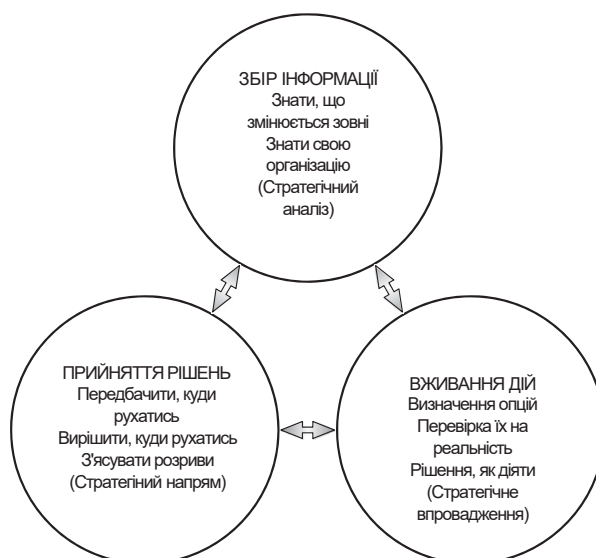 ЗБІР ІНФОРМАЦІЇ
Знати, що
змінюється зовні
Знати свою
організацію
(Стратегічний
аналіз)
ПРИЙНЯТТЯ РІШЕНЬ
Передбачити, куди
рухатись
Вирішити, куди рухатись
З'ясувати розриви
(Стратегіний напрям)
ВЖИВАННЯ ДІЙ
Визначення опцій
Перевірка їх на
реальність
Рішення, як діяти
(Стратегічне
впровадження)